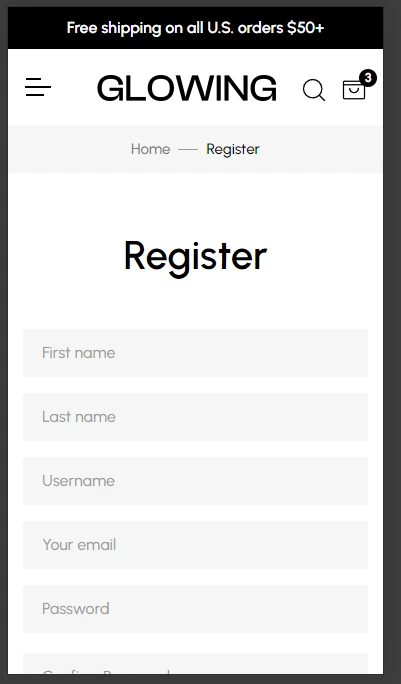 Free shipping on all U.S. orders $50+
GLOWING
3
Home — Register
Register
First name
Last name
Username
Your email
Password